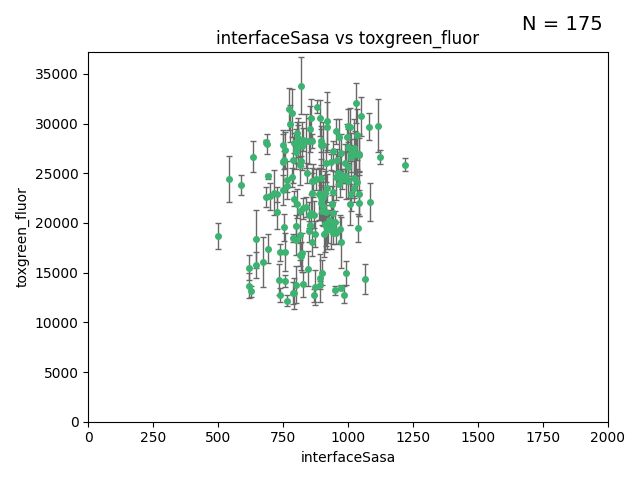 N = 175
interfaceSasa vs toxgreen_fluor
35000
30000
25000
20000
15000
10000
5000
0
toxgreen_fluor
0 250 500 750 1000 1250 1500 1750 2000
interfaceSasa